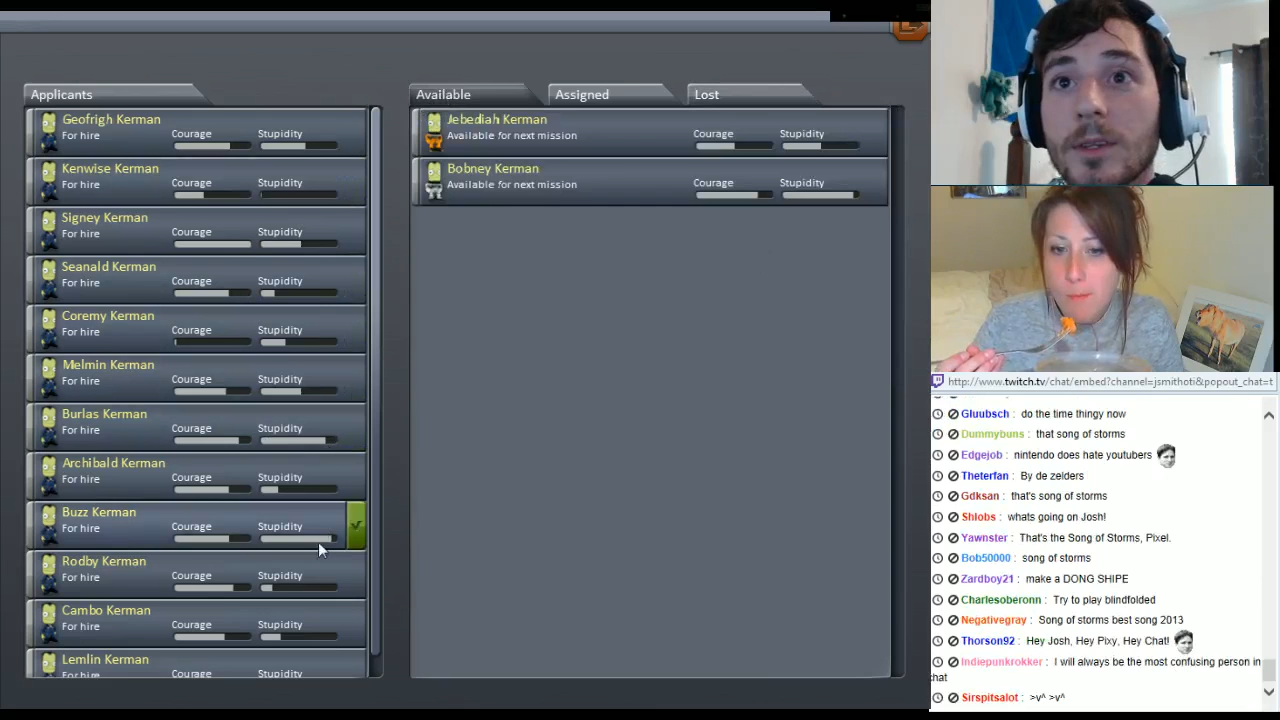 Applicants
Geofrigh Kerman
For hire
Courage Stupidity
Kenwise Kerman
For hire
Courage Stupidity
Signey Kerman
For hire
Courage Stupidity
Seanald Kerman
For hire
Courage Stupidity
Coremy Kerman
For hire
Courage Stupidity
Melmin Kerman
For hire
Courage Stupidity
Burlas Kerman
For hire
Courage Stupidity
Archibald Kerman
For hire
Courage Stupidity
Buzz Kerman
For hire
Courage Stupidity
Rodby Kerman
For hire
Courage Stupidity
Cambo Kerman
For hire
Courage Stupidity
Lemlin Kerman
For hire
Courage Stupidity
Available Assigned Lost
Jebediah Kerman
Available for next mission
Courage Stupidity
Bobney Kerman
Available for next mission
Courage Stupidity
http://www.twitch.tv/chat/embed?channel=jsmithoti&popout_chat=t
Gluubsch : do the time thingy now
Dummybuns : that song of storms
Edgejob : nintendo does hate youtubers
Theterfan : By de zelders
Gdksan : that's song of storms
Shiobs : whats going on Josh!
Yawnster : That's the Song of Storms, Pixel.
Bob50000 : song of storms
Zardboy21 : make a DONG SHIPE
Charlesoberonn : Try to play blindfolded
Negativegray : Song of storms best song 2013
Thorson92 : Hey Josh, Hey Pixy, Hey Chat!
Indiepunkrokker : I will always be the most confusing person in
chat
Sirspitsalot : >v^ >v^